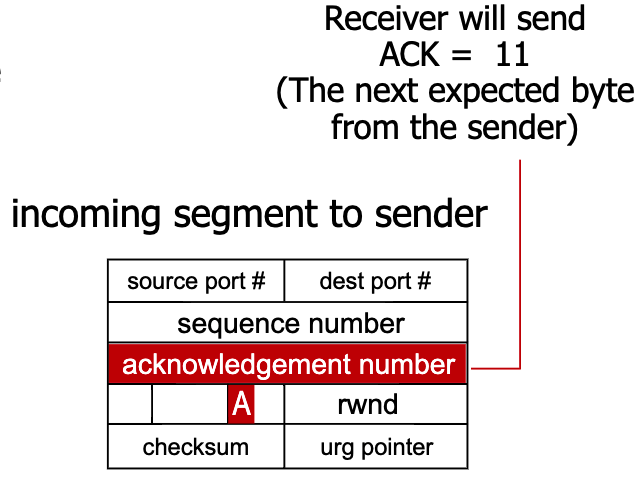 Receiver will send
ACK = 11
(The next expected byte
from the sender)
incoming segment to sender
source port # dest port #
sequence number
acknowledgement number
A rwnd
checksum urg pointer